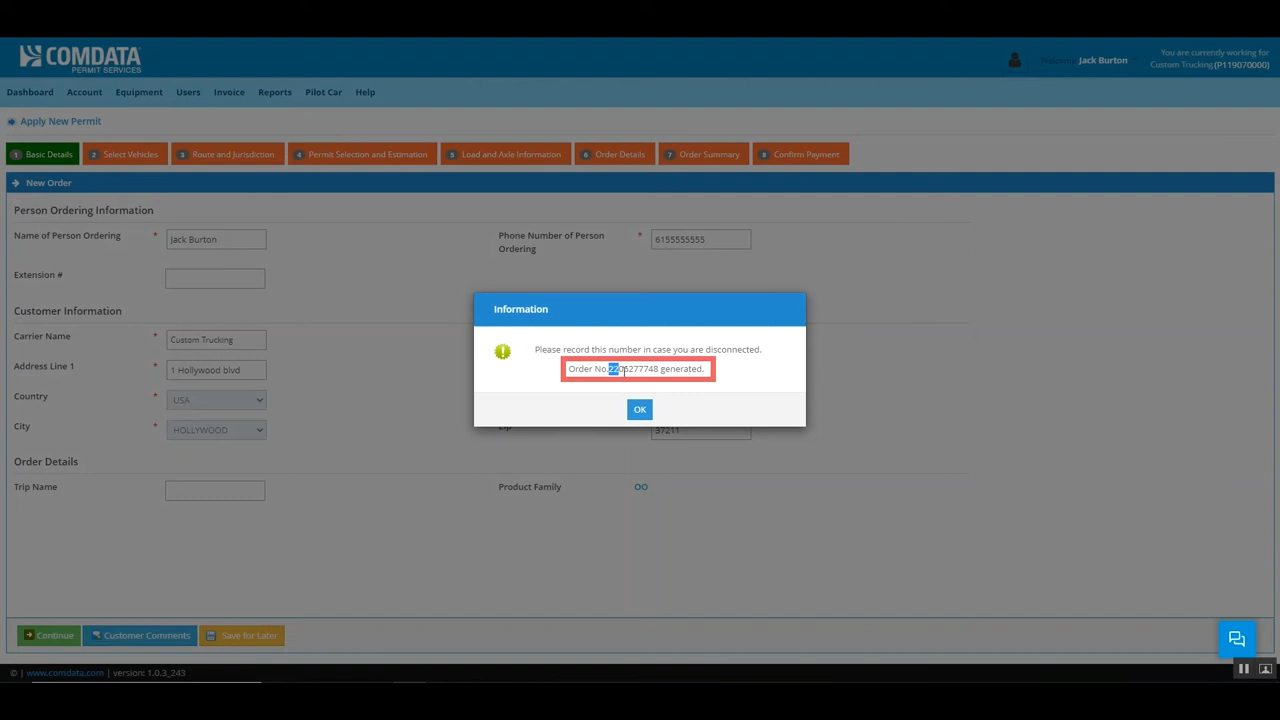 COMDATA
PERMIT SERVICES
Welcome Jack Burton
You are currently working for
Custom Trucking (P119070000)
Dashboard Account Equipment Users Invoice Reports Pilot Car Help
Apply New Permit
1 Basic Details 2 Select Vehicles 3 Route and Jurisdiction 4 Permit Selection and Estimation 5 Load and Axle Information 6 Order Details 7 Order Summary 8 Confirm Payment
New Order
Person Ordering Information
Name of Person Ordering * Jack Burton Phone Number of Person Ordering * 6155555555
Extension #
Customer Information
Carrier Name * Custom Trucking
Address Line 1 * 1 Hollywood blvd
Country * USA
City * HOLLYWOOD 37211
Information
Please record this number in case you are disconnected.
Order No.2205277748 generated.
OK
Order Details
Trip Name Product Family OO
Continue Customer Comments Save for Later
© | www.comdata.com | version: 1.0.3_243